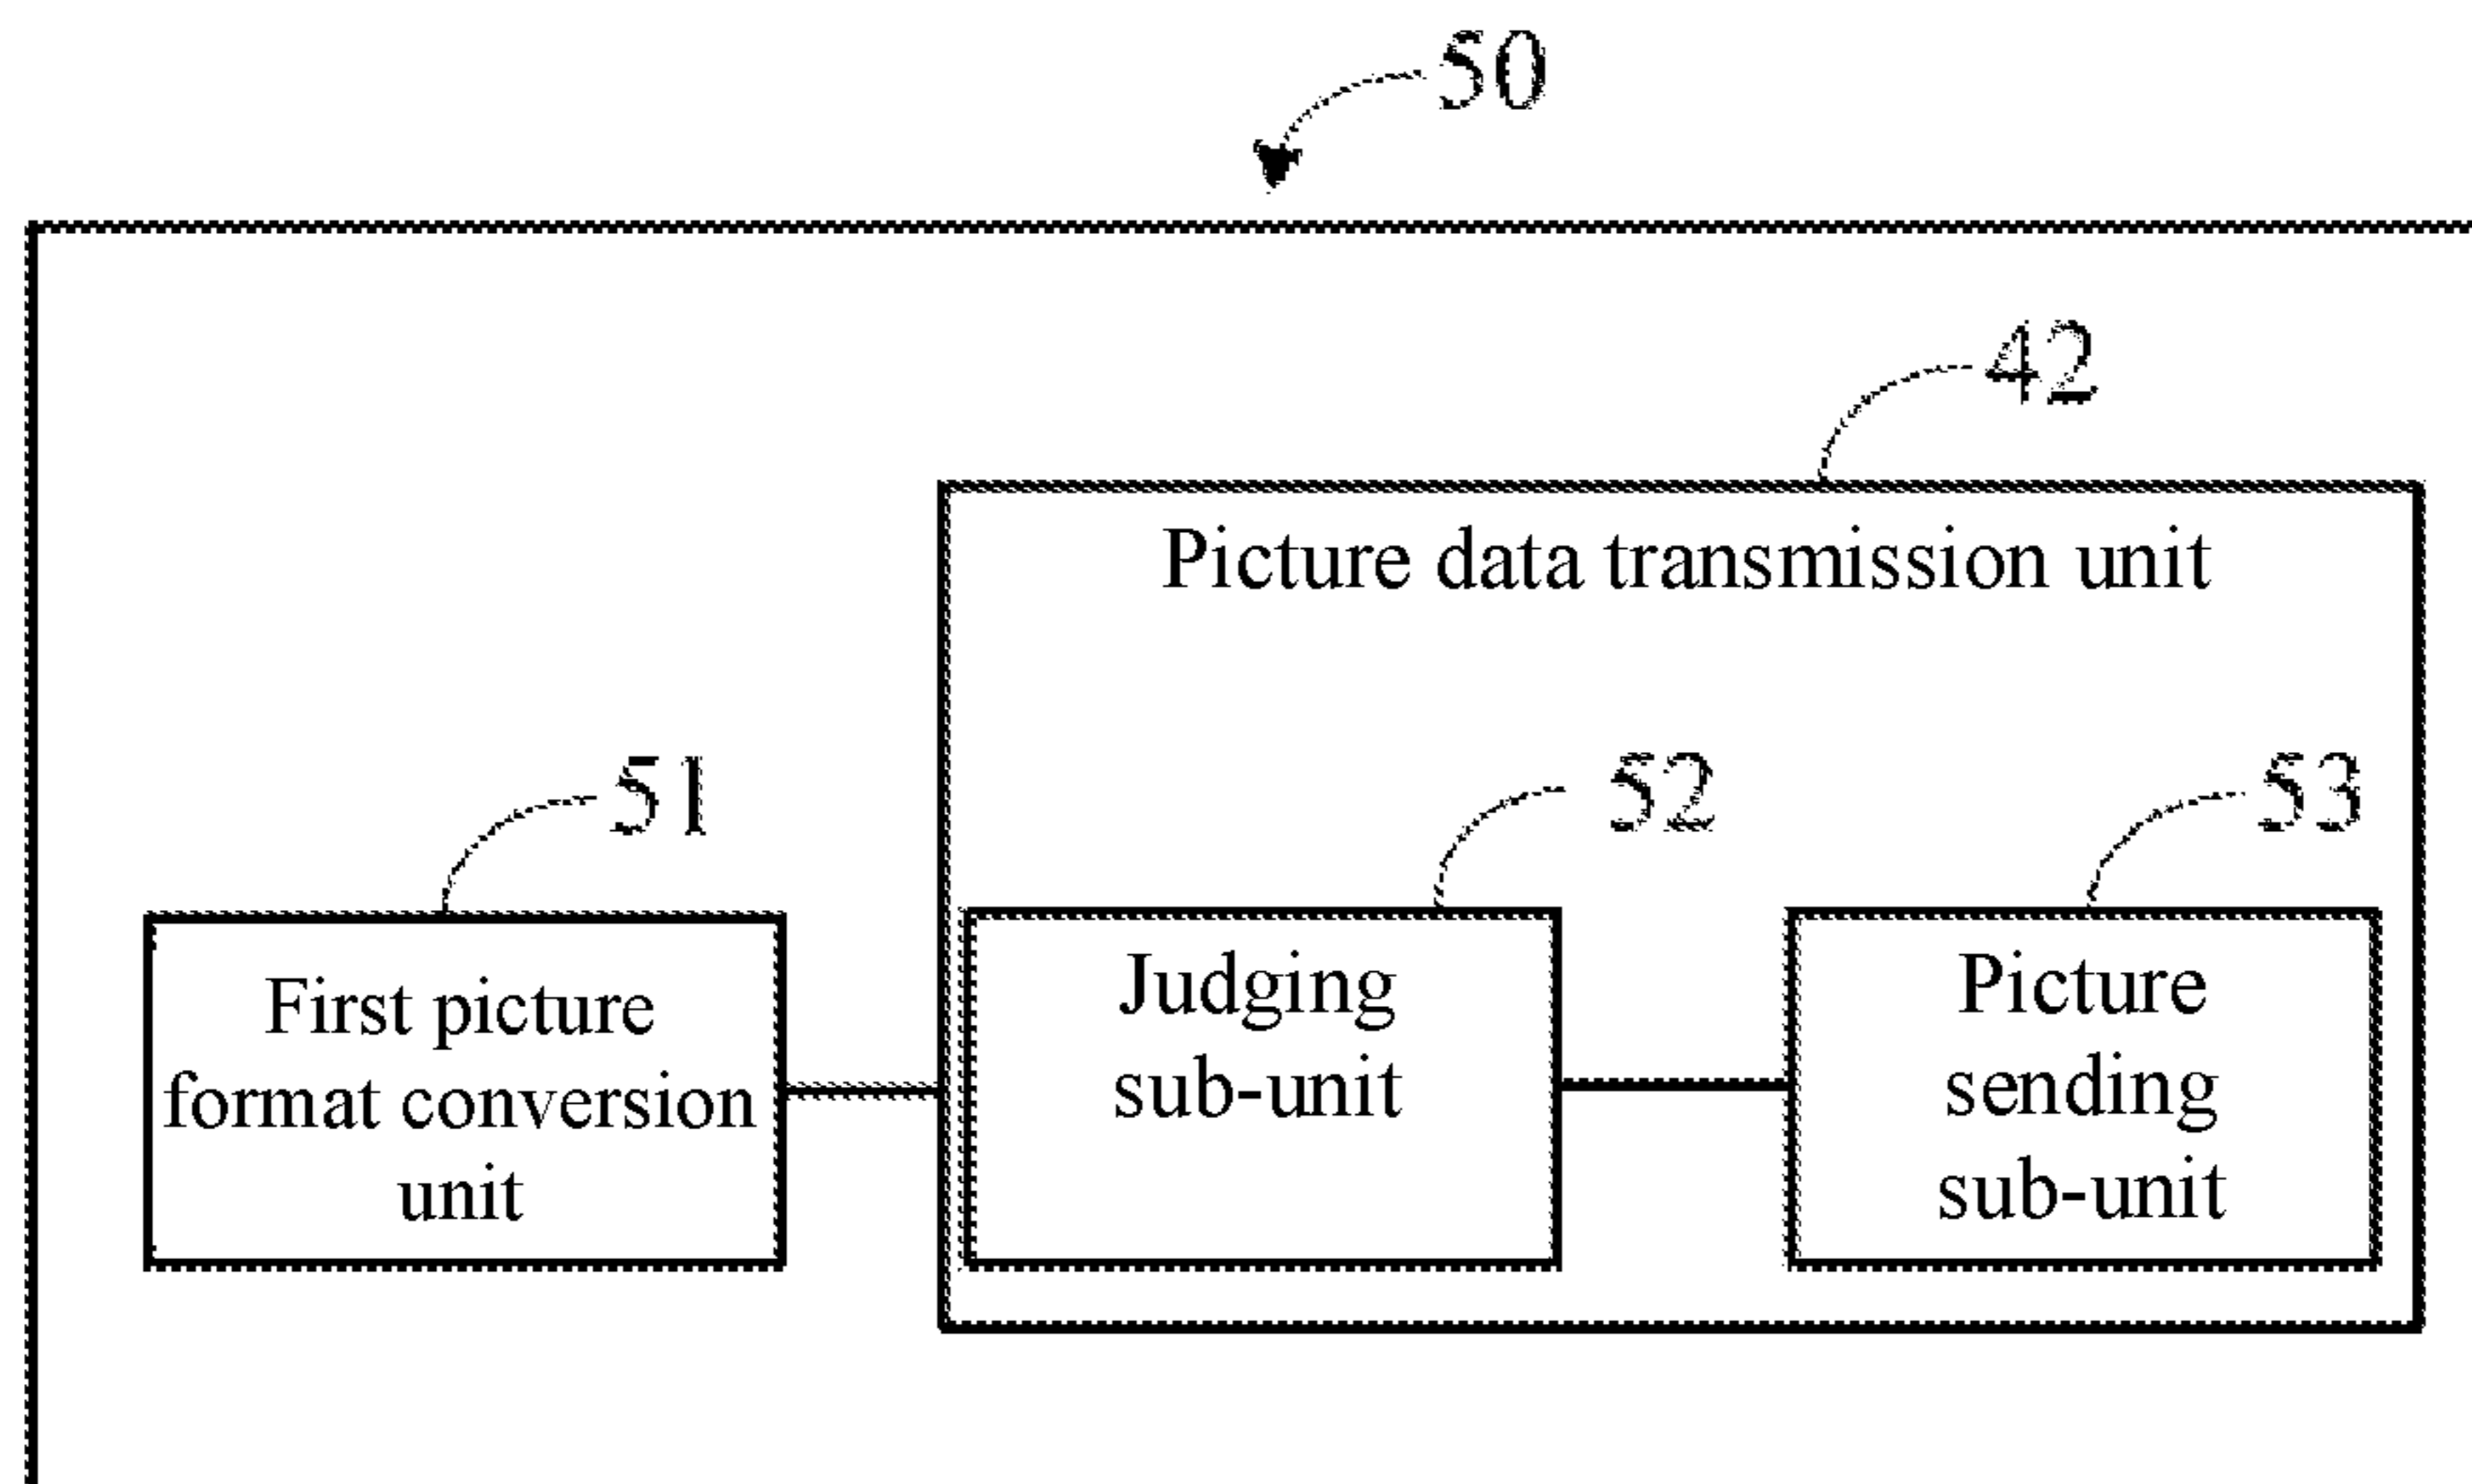 50
42
Picture data transmission unit
51
52
53
First picture
format conversion
unit
Judging
sub-unit
Picture
sending
sub-unit